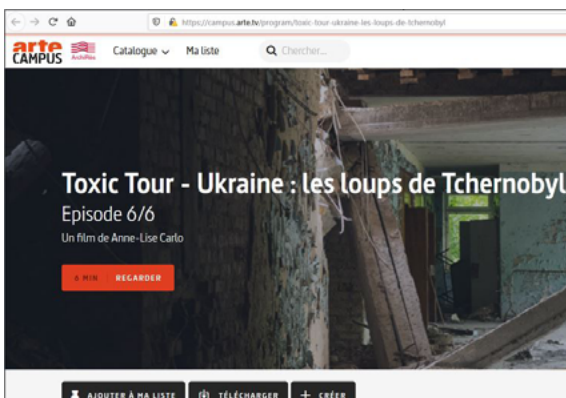 https://campus.arte.tv/program/toxic-tour-ukraine-les-loups-de-tchernobyl
arte CAMPUS ArchiRès Catalogue Ma liste Chercher...
Toxic Tour - Ukraine : les loups de Tchernobyl
Episode 6/6
Un film de Anne-Lise Carlo
6 MIN REGARDER
AJOUTER À MA LISTE TÉLÉCHARGER + CRÉER